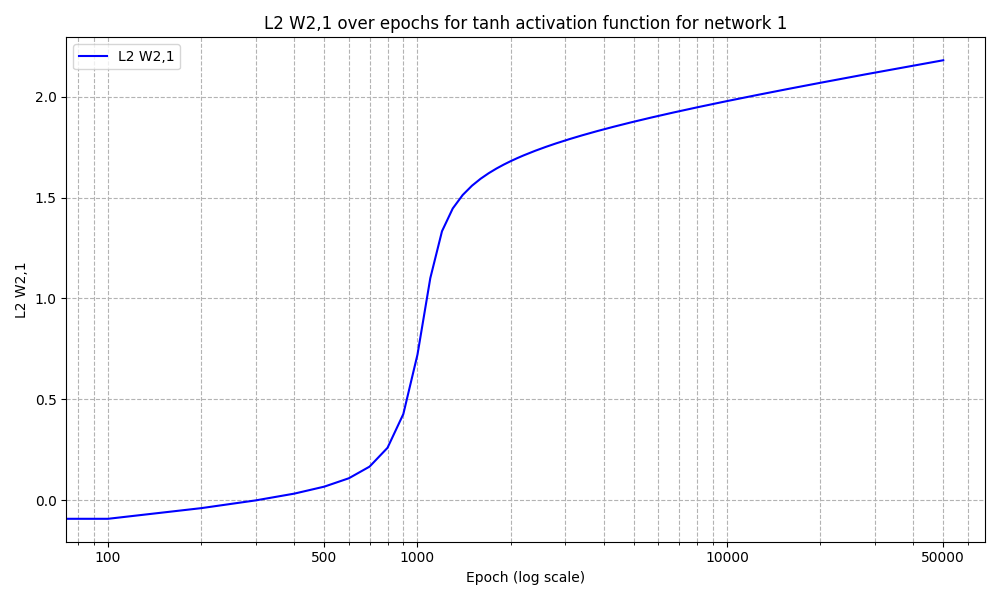 L2 W2,1 over epochs for tanh activation function for network 1
L2 W2,1
L2 W2,1
2.0
1.5
1.0
0.5
0.0
100
500
1000
10000
50000
Epoch (log scale)